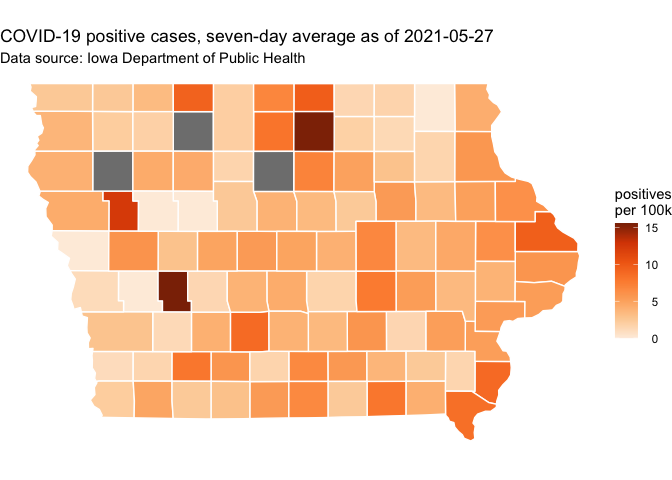 COVID-19 positive cases, seven-day average as of 2021-05-27
Data source: Iowa Department of Public Health
positives
per 100k
15
10
5
0